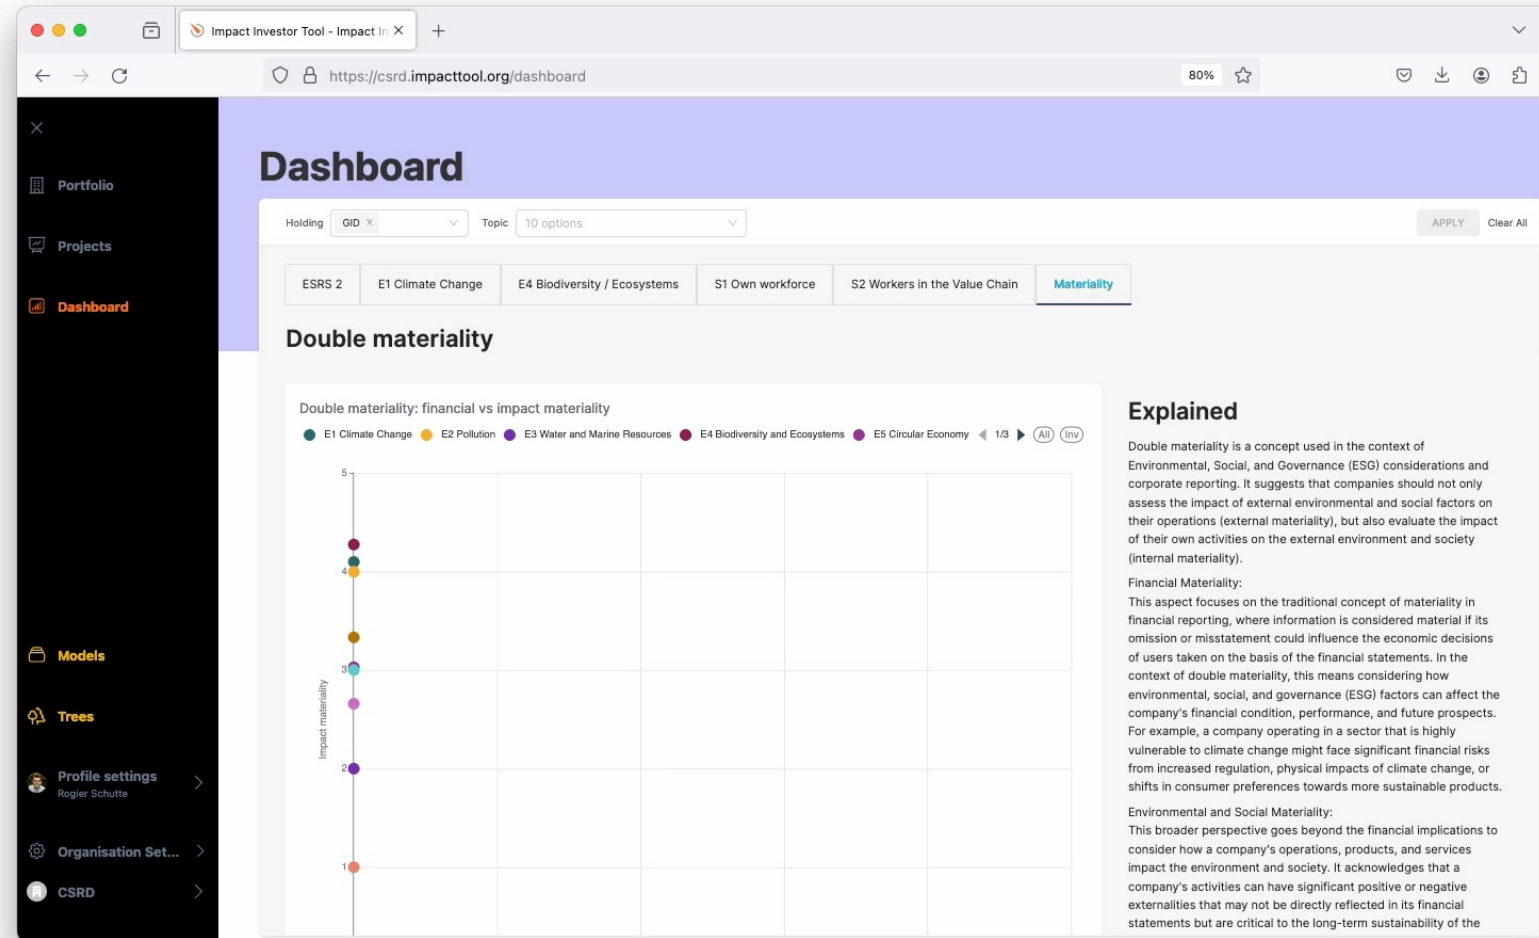 Impact Investor Tool - Impact In
https://csrd.impacttool.org/dashboard
80%
Portfolio
Projects
Dashboard
Models
Trees
Profile settings
Rogier Schutte
Organisation Set...
CSRD
Dashboard
Holding GID Topic 10 options APPLY Clear All
ESRS 2 E1 Climate Change E4 Biodiversity / Ecosystems S1 Own workforce S2 Workers in the Value Chain Materiality
Double materiality
Double materiality: financial vs impact materiality
E1 Climate Change E2 Pollution E3 Water and Marine Resources E4 Biodiversity and Ecosystems E5 Circular Economy 1/3 All Inv
5
4
3
Impact materiality
2
1
Explained
Double materiality is a concept used in the context of
Environmental, Social, and Governance (ESG) considerations and
corporate reporting. It suggests that companies should not only
assess the impact of external environmental and social factors on
their operations (external materiality), but also evaluate the impact
of their own activities on the external environment and society
(internal materiality).
Financial Materiality:
This aspect focuses on the traditional concept of materiality in
financial reporting, where information is considered material if its
omission or misstatement could influence the economic decisions
of users taken on the basis of the financial statements. In the
context of double materiality, this means considering how
environmental, social, and governance (ESG) factors can affect the
company's financial condition, performance, and future prospects.
For example, a company operating in a sector that is highly
vulnerable to climate change might face significant financial risks
from increased regulation, physical impacts of climate change, or
shifts in consumer preferences towards more sustainable products.
Environmental and Social Materiality:
This broader perspective goes beyond the financial implications to
consider how a company's operations, products, and services
impact the environment and society. It acknowledges that a
company's activities can have significant positive or negative
externalities that may not be directly reflected in its financial
statements but are critical to the long-term sustainability of the